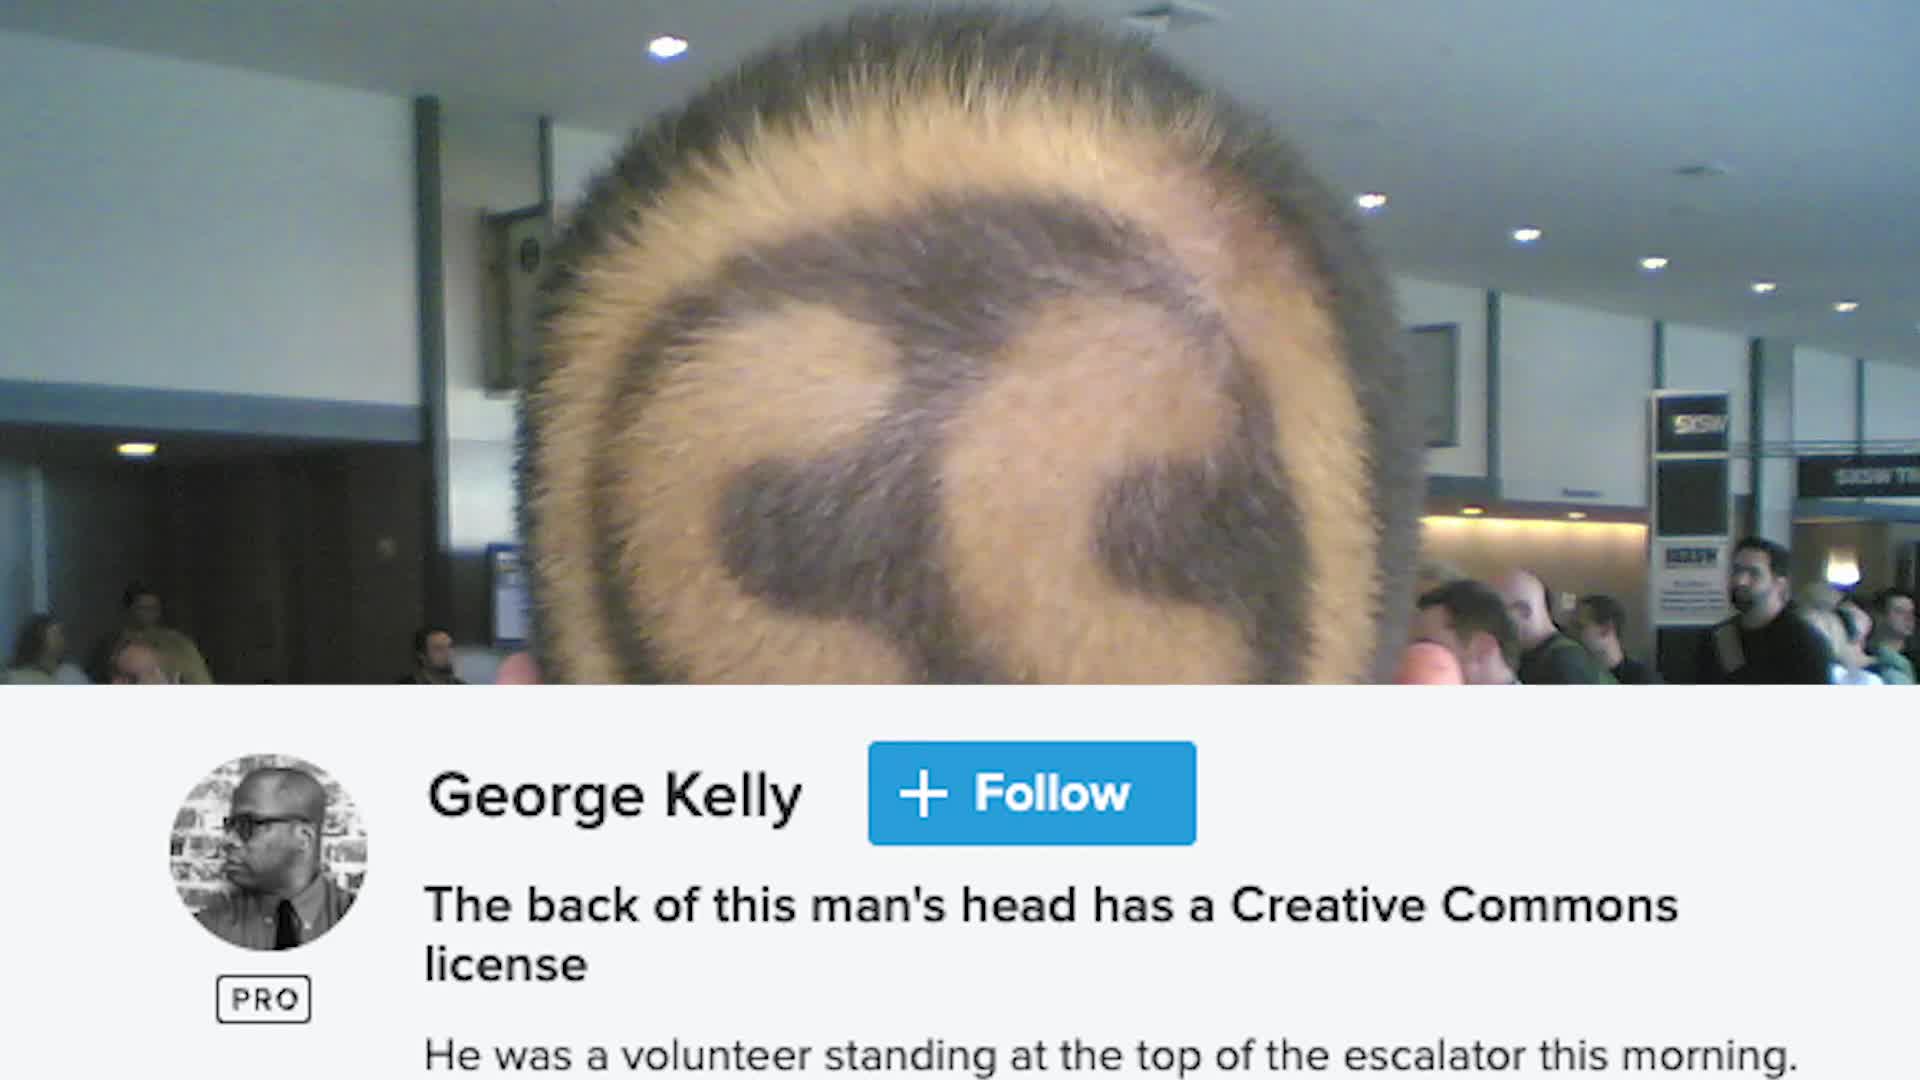 SXSW
George Kelly
+ Follow
The back of this man's head has a Creative Commons
license
PRO
He was a volunteer standing at the top of the escalator this morning.